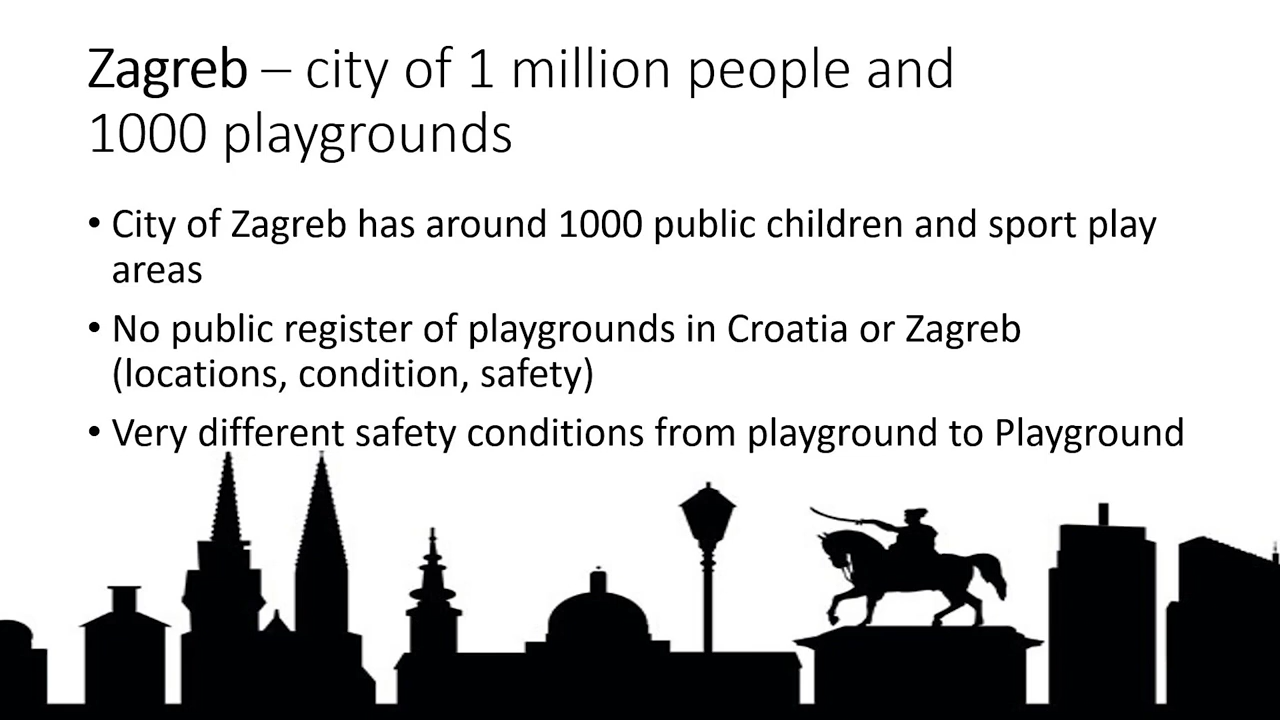 Zagreb – city of 1 million people and
1000 playgrounds
• City of Zagreb has around 1000 public children and sport play
areas
• No public register of playgrounds in Croatia or Zagreb
(locations, condition, safety)
• Very different safety conditions from playground to Playground